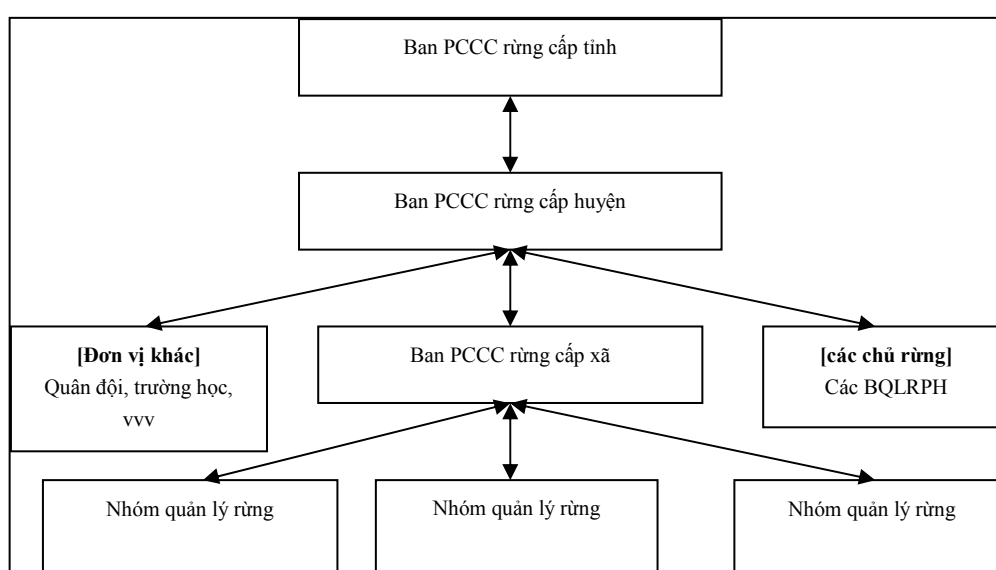 Ban PCCC rừng cấp tỉnh
Ban PCCC rừng cấp huyện
[Đơn vị khác]
Quân đội, trường học,
vvv
Ban PCCC rừng cấp xã
[các chủ rừng]
Các BQLRPH
Nhóm quản lý rừng
Nhóm quản lý rừng
Nhóm quản lý rừng